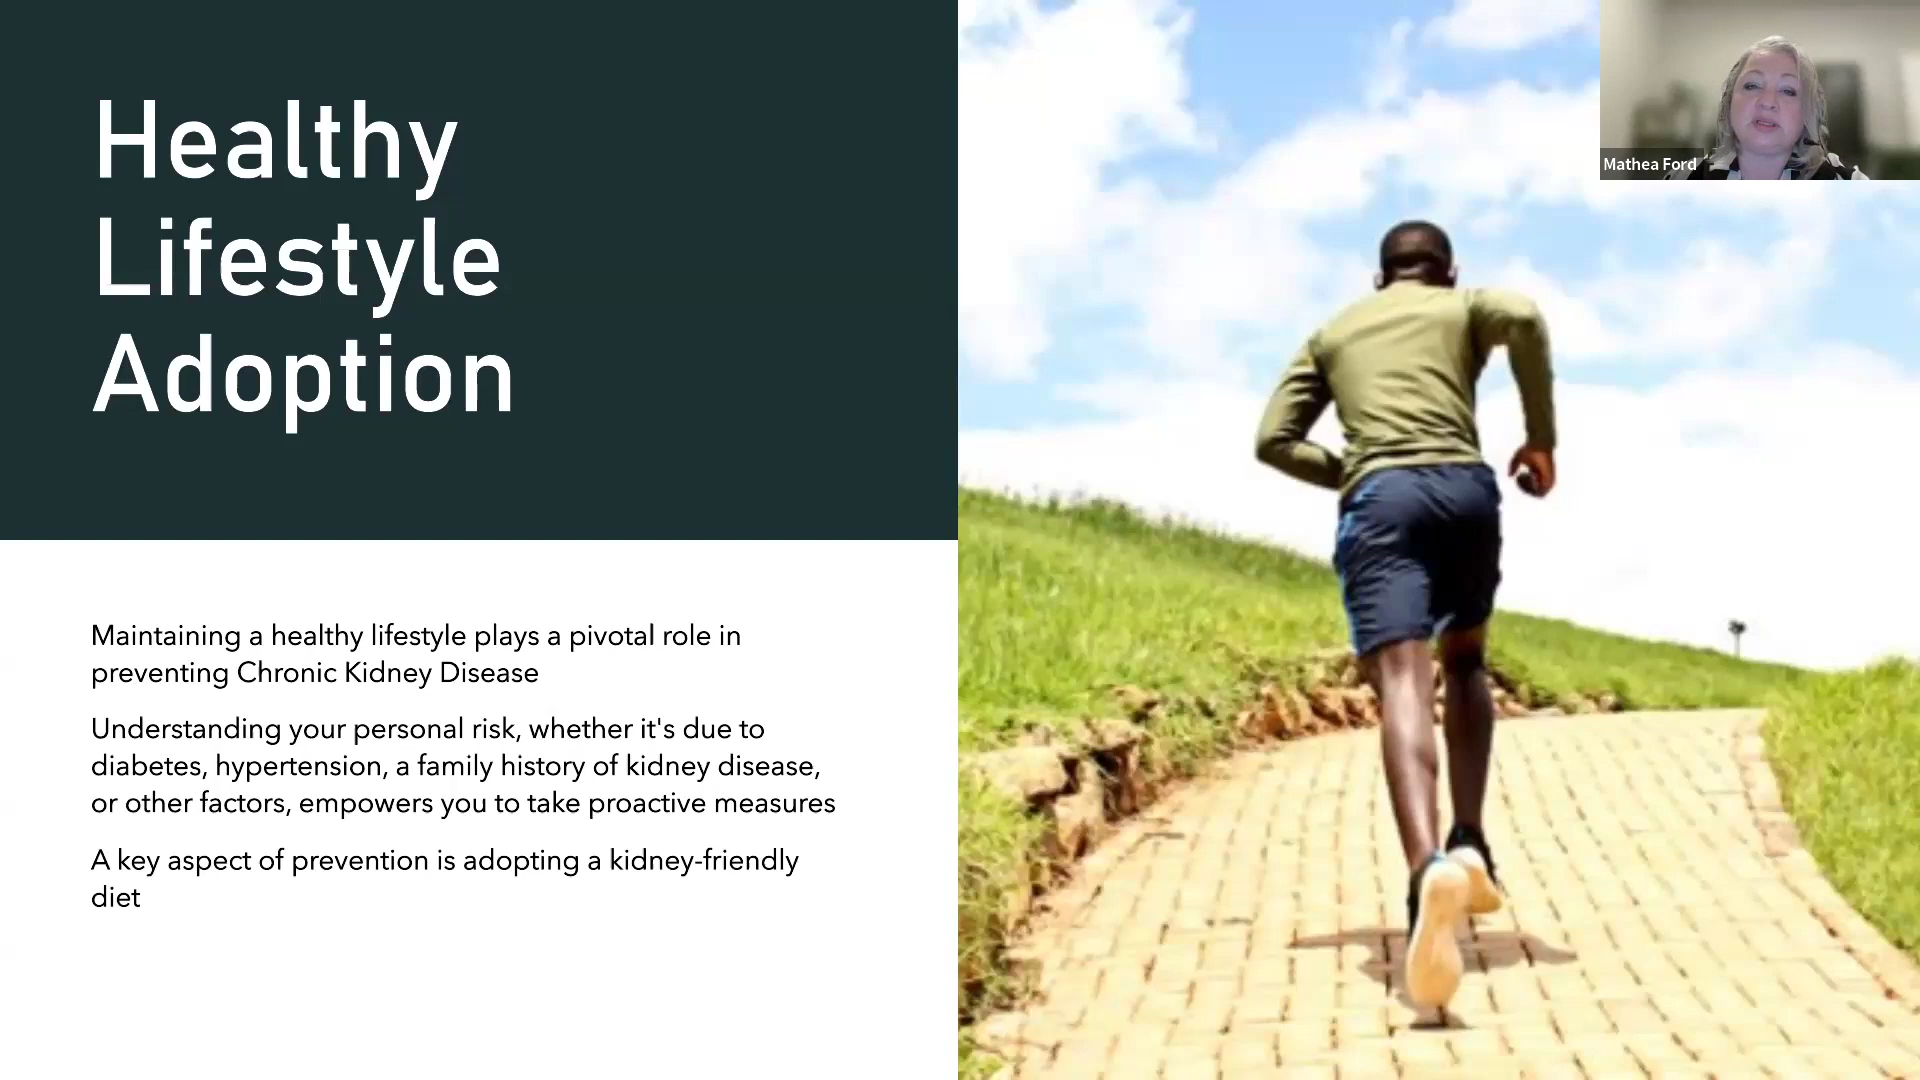 Healthy
Lifestyle
Adoption
Mathea Ford
Maintaining a healthy lifestyle plays a pivotal role in
preventing Chronic Kidney Disease
Understanding your personal risk, whether it's due to
diabetes, hypertension, a family history of kidney disease,
or other factors, empowers you to take proactive measures
A key aspect of prevention is adopting a kidney-friendly
diet